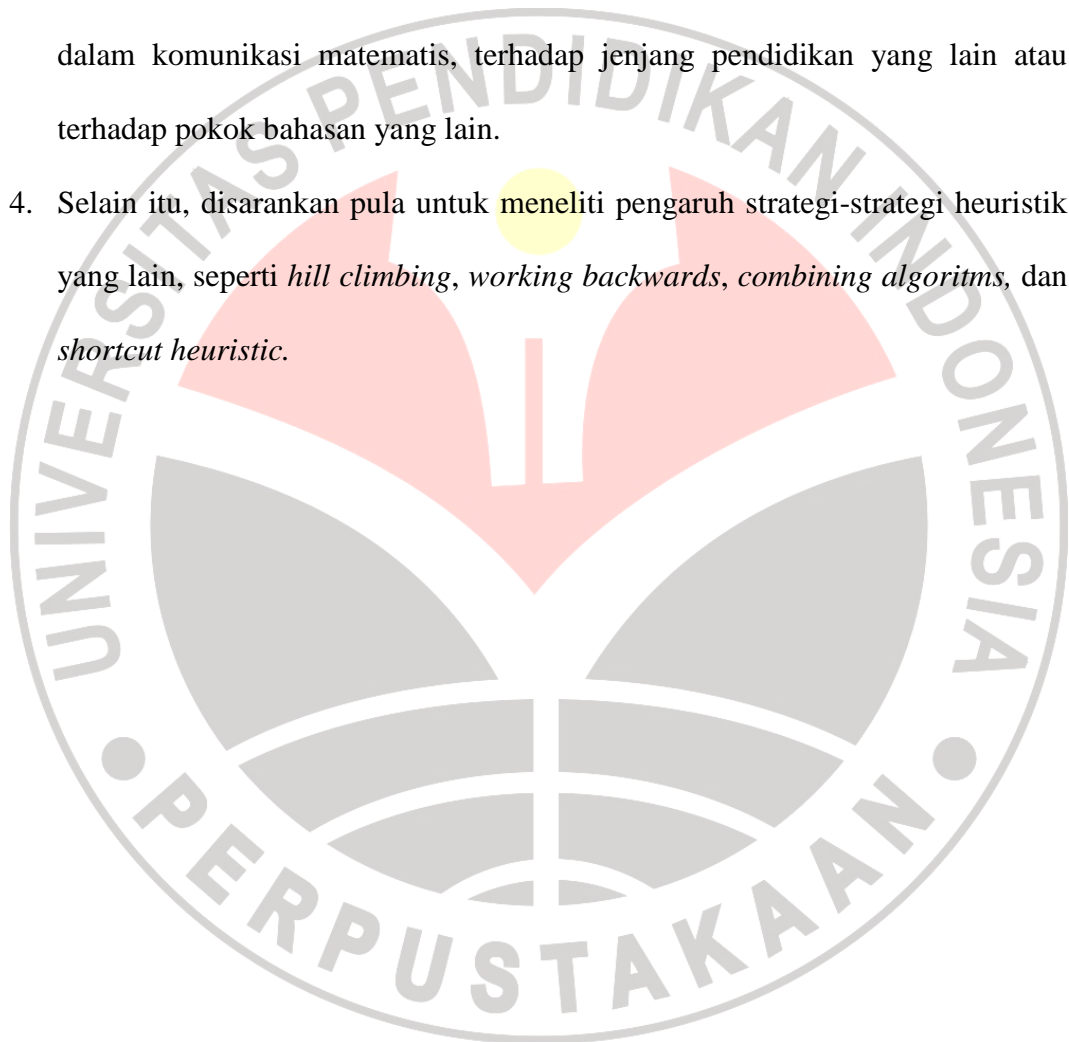 dalam komunikasi matematis, terhadap jenjang pendidikan yang lain atau
terhadap pokok bahasan yang lain.
4. Selain itu, disarankan pula untuk meneliti pengaruh strategi-strategi heuristik
yang lain, seperti hill climbing, working backwards, combining algoritms, dan
shortcut heuristic.
UNIVERSITAS PENDIDIKAN INDONESIA
PERPUSTAKAAN